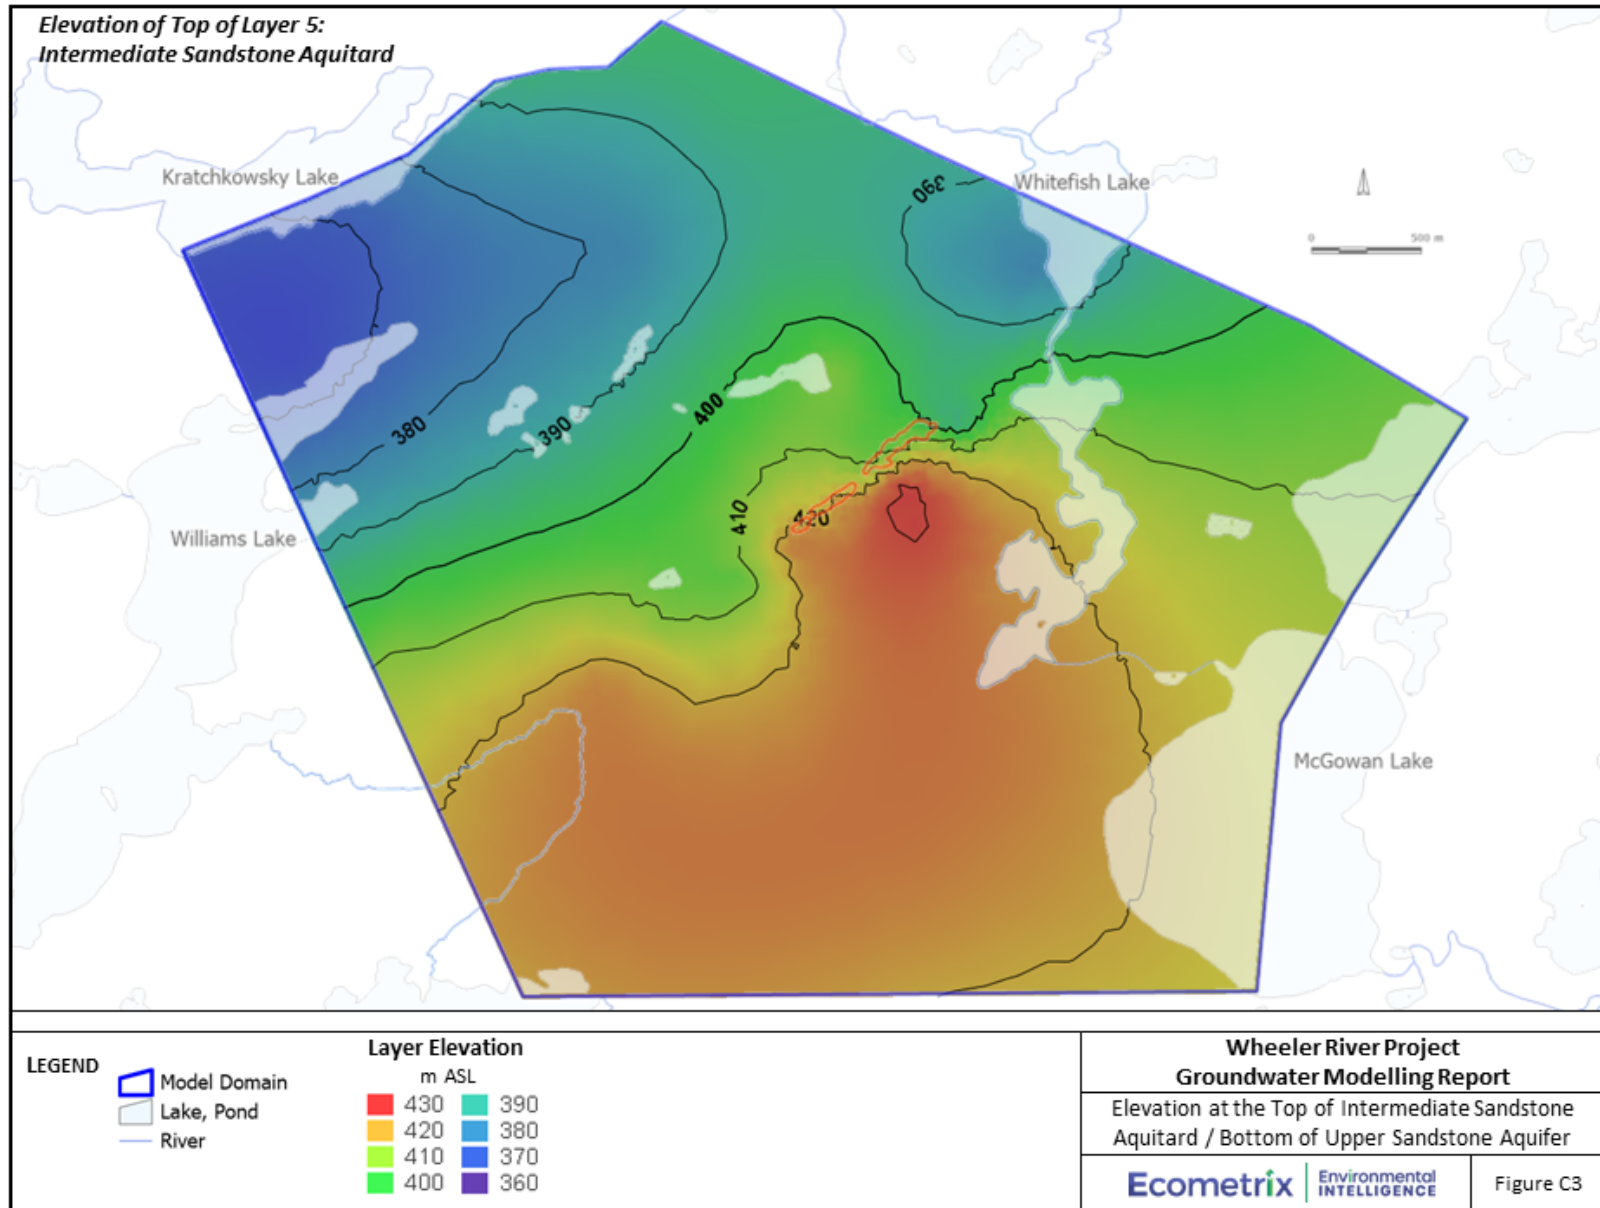 Elevation of Top of Layer 5:
Intermediate Sandstone Aquitard
Kratchkowsky Lake
Whitefish Lake
390
0 500 m
380
390
400
410
420
Williams Lake
McGowan Lake
LEGEND
Model Domain
Lake, Pond
River
Layer Elevation
m ASL
430 390
420 380
410 370
400 360
Wheeler River Project
Groundwater Modelling Report
Elevation at the Top of Intermediate Sandstone
Aquitard / Bottom of Upper Sandstone Aquifer
Ecometrix
Environmental
INTELLIGENCE
Figure C3